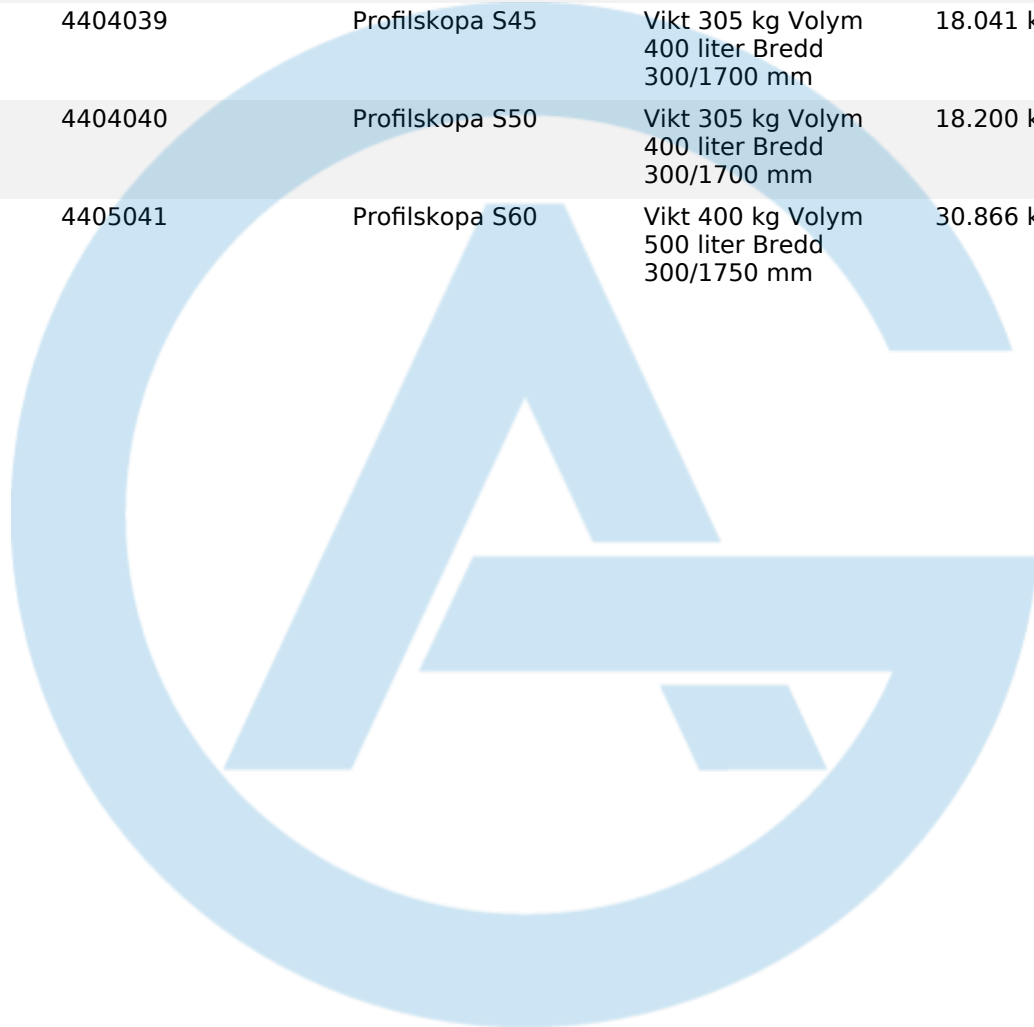 4404039 Profilskopa S45 Vikt 305 kg Volym 18.041 k
400 liter Bredd
300/1700 mm
4404040 Profilskopa S50 Vikt 305 kg Volym 18.200 k
400 liter Bredd
300/1700 mm
4405041 Profilskopa S60 Vikt 400 kg Volym 30.866 k
500 liter Bredd
300/1750 mm